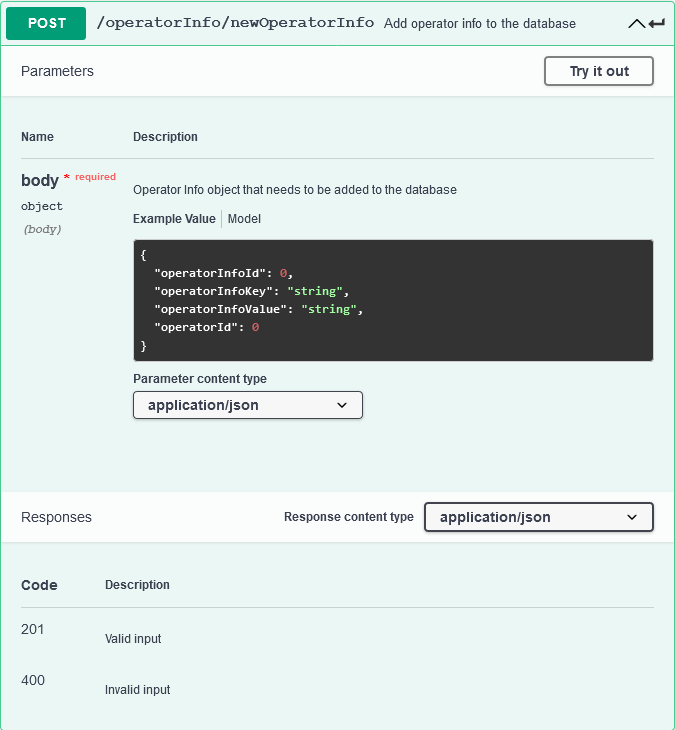 POST /operatorInfo/newOperatorInfo Add operator info to the database
Parameters Try it out
Name Description
body * required
object
(body)
Operator Info object that needs to be added to the database
Example Value Model
{
"operatorInfoId": 0,
"operatorInfoKey": "string",
"operatorInfoValue": "string",
"operatorId": 0
}
Parameter content type
application/json
Responses Response content type application/json
Code Description
201 Valid input
400 Invalid input